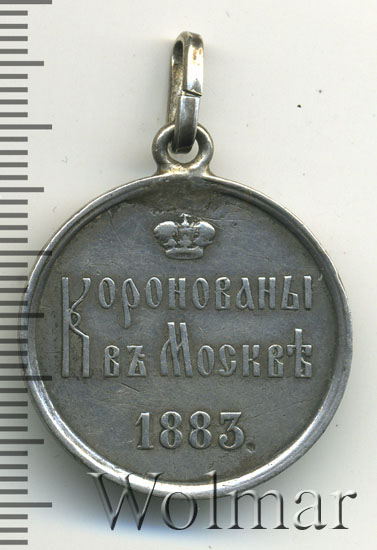 Коронованы
въ Москвѣ
1883.
Wolmar